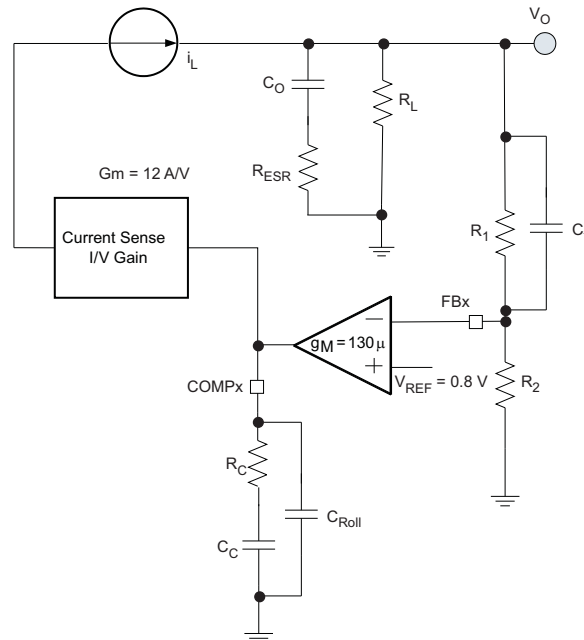 V_O
i_L
C_O
R_L
R_ESR
Gm = 12 A/V
Current Sense
I/V Gain
R_1
C
FBx
g_M = 130 µ
V_REF = 0.8 V
R_2
COMPx
R_C
C_Roll
C_C